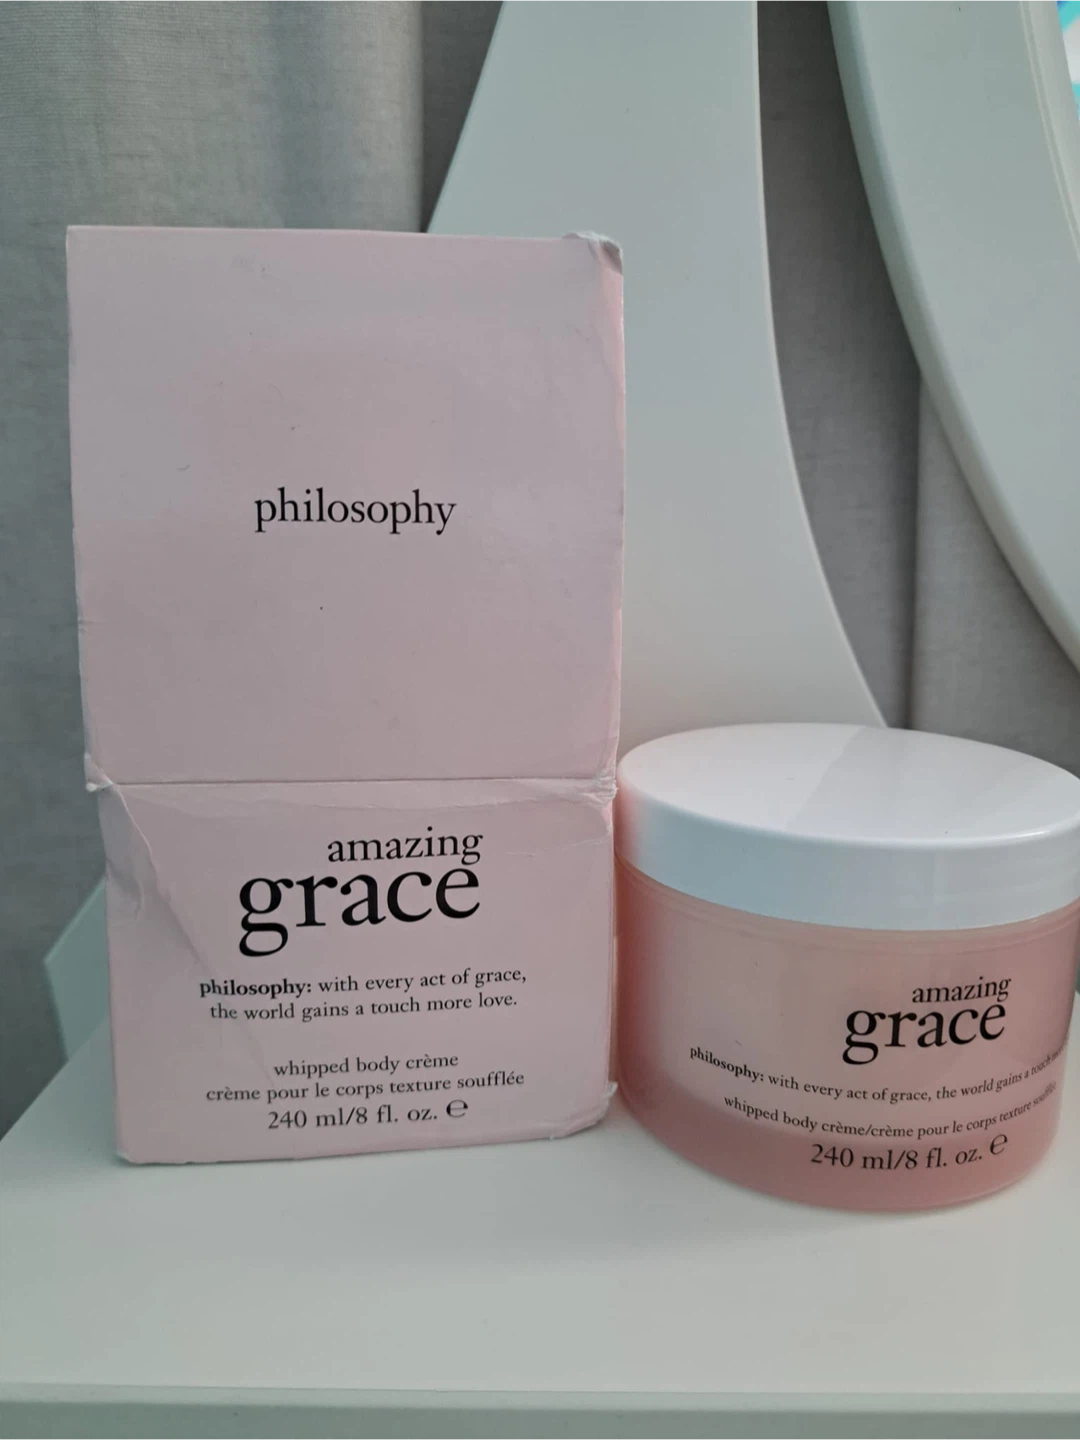 philosophy
amazing
grace
philosophy: with every act of grace,
the world gains a touch more love.
whipped body crème
crème pour le corps texture soufflée
240 ml/8 fl. oz. ℮
amazing
grace
philosophy: with every act of grace, the world gains a touch
whipped body crème/crème pour le corps texture soufflée
240 ml/8 fl. oz. ℮